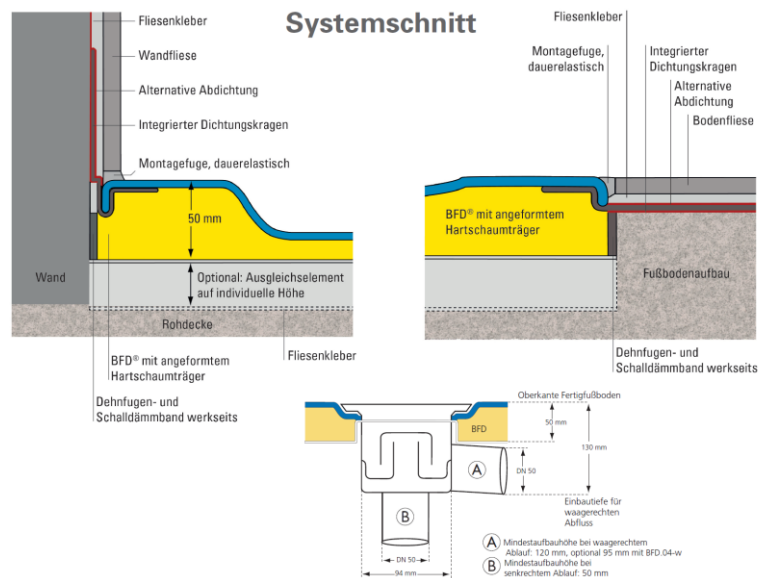 Systemschnitt
Fliesenkleber
Wandfliese
Alternative Abdichtung
Integrierter Dichtungskragen
Montagefuge, dauerelastisch
50 mm
Wand
Optional: Ausgleichselement
auf individuelle Höhe
Rohdecke
BFD® mit angeformtem
Hartschaumträger
Fliesenkleber
Dehnfugen- und
Schalldämmband werkseits
Fliesenkleber
Montagefuge,
dauerelastisch
Integrierter
Dichtungskragen
Alternative
Abdichtung
Bodenfliese
BFD® mit angeformtem
Hartschaumträger
Fußbodenaufbau
Dehnfugen- und
Schalldämmband werkseits
Oberkante Fertigfußboden
BFD
50 mm
130 mm
A
DN 50
B
Einbautiefe für
waagerechten
Abfluss
DN 50
94 mm
A Mindestaufbauhöhe bei waagerechtem
Ablauf: 120 mm, optional 95 mm mit BFD.04-w
B Mindestaufbauhöhe bei
senkrechtem Ablauf: 50 mm